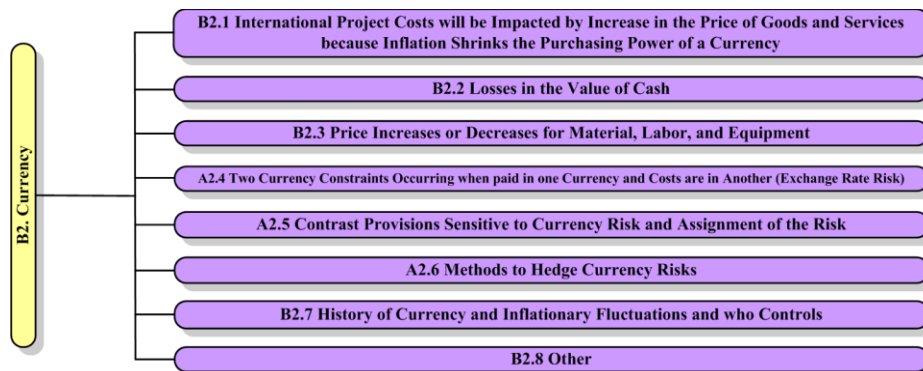 B2. Currency
B2.1 International Project Costs will be Impacted by Increase in the Price of Goods and Services
because Inflation Shrinks the Purchasing Power of a Currency
B2.2 Losses in the Value of Cash
B2.3 Price Increases or Decreases for Material, Labor, and Equipment
A2.4 Two Currency Constraints Occurring when paid in one Currency and Costs are in Another (Exchange Rate Risk)
A2.5 Contrast Provisions Sensitive to Currency Risk and Assignment of the Risk
A2.6 Methods to Hedge Currency Risks
B2.7 History of Currency and Inflationary Fluctuations and who Controls
B2.8 Other